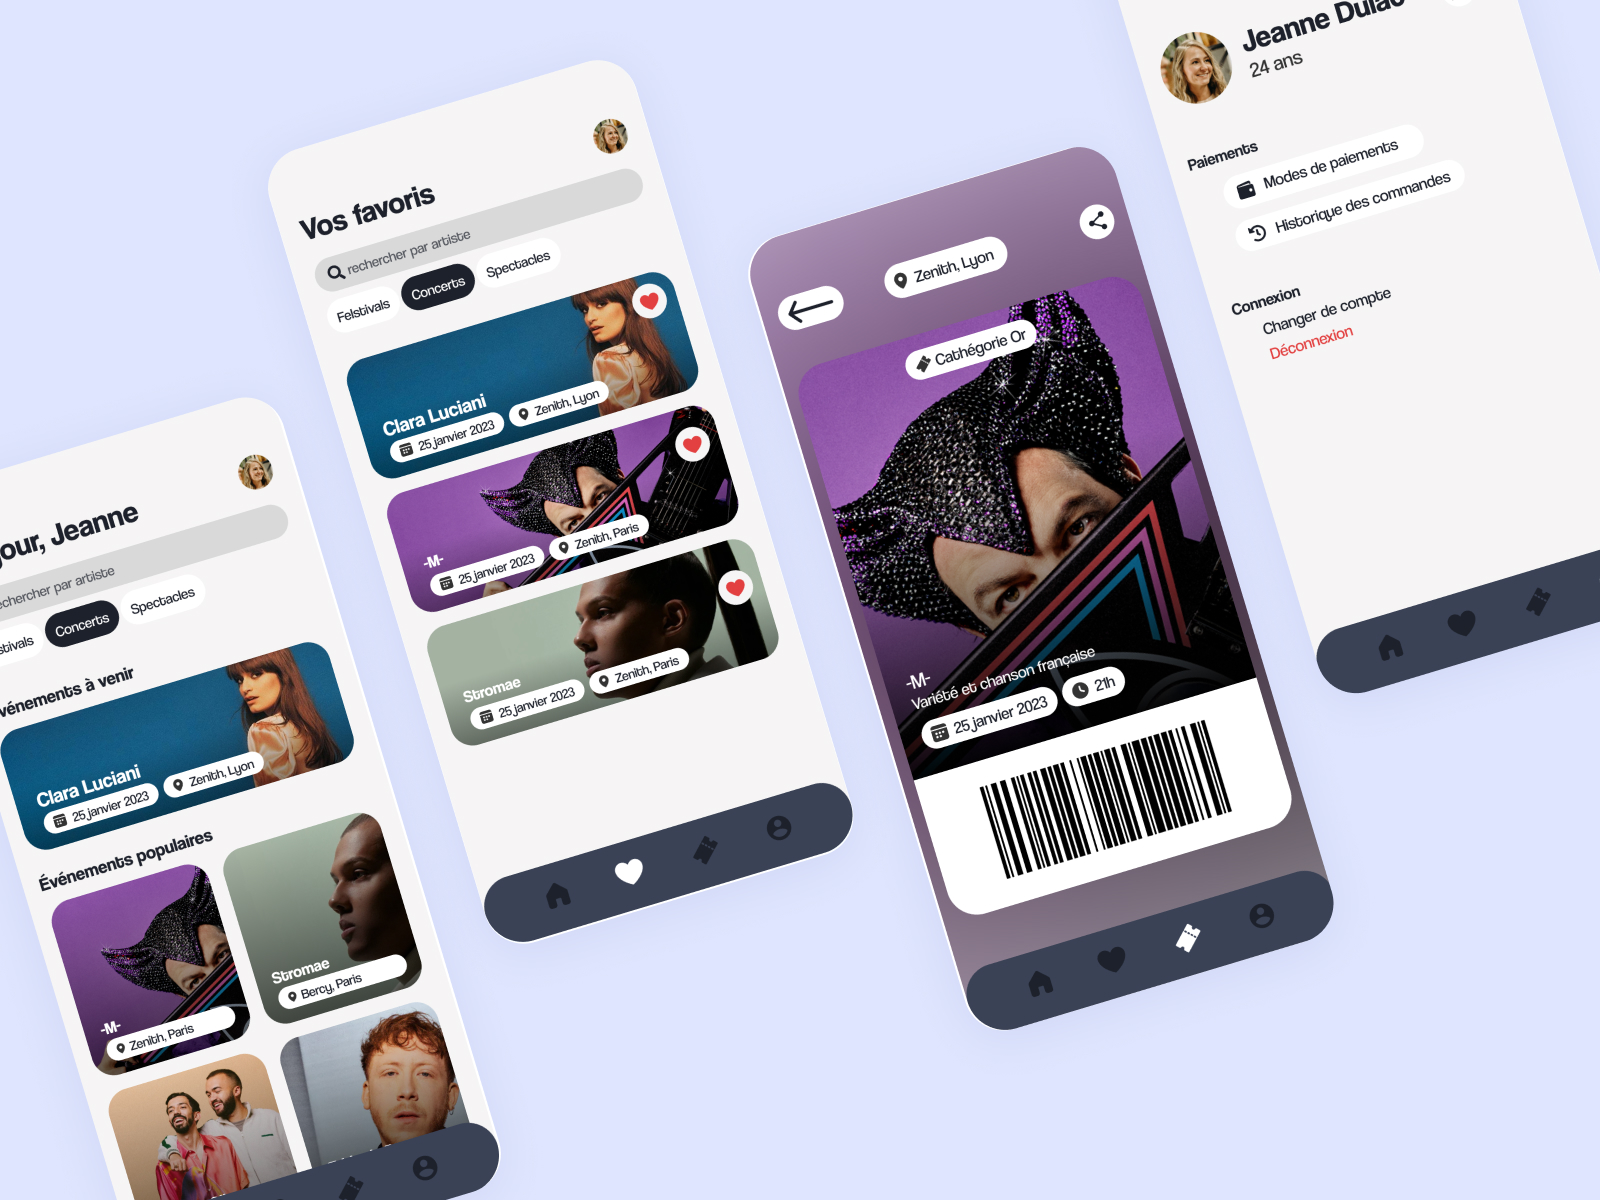 jour, Jeanne
rechercher par artiste
stivals
Concerts
Spectacles
vénements à venir
Clara Luciani
25 janvier 2023
Zenith, Lyon
Événements populaires
-M-
Zenith, Paris
Stromae
Bercy, Paris
Vos favoris
rechercher par artiste
Felstivals
Concerts
Spectacles
Clara Luciani
25 janvier 2023
Zenith, Lyon
-M-
25 janvier 2023
Zenith, Paris
Stromae
25 janvier 2023
Zenith, Paris
Zenith, Lyon
Cathégorie Or
-M-
Variété et chanson française
25 janvier 2023
21h
Jeanne Dulac
24 ans
Paiements
Modes de paiements
Historique des commandes
Connexion
Changer de compte
Déconnexion